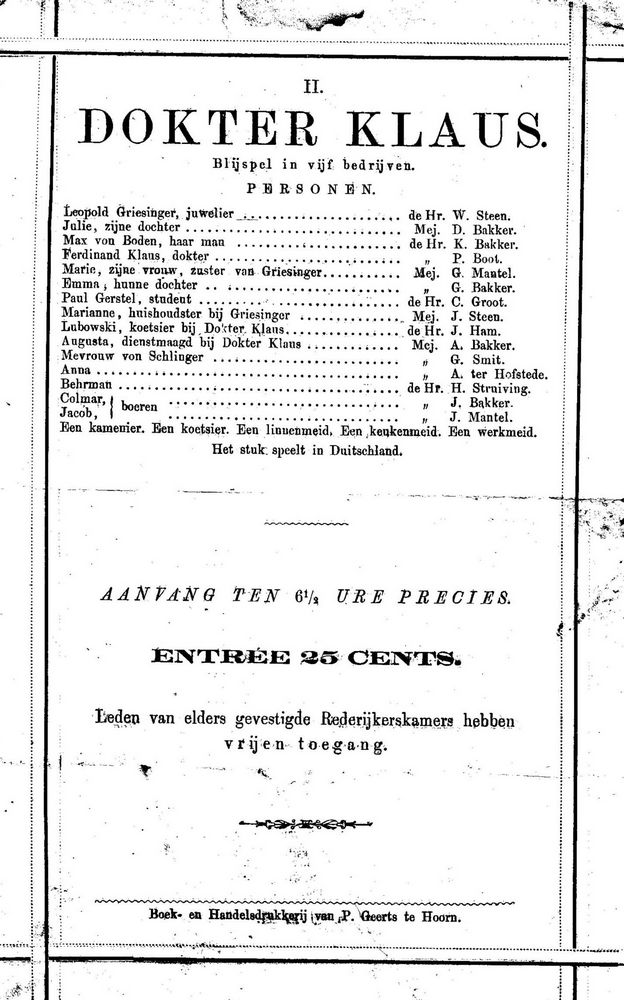 II.
DOKTER KLAUS.
Blijspel in vijf bedrijven.
PERSONEN.
Leopold Griesinger, juwelier .................... de Hr. W. Steen.
Julie, zijne dochter .................... Mej. D. Bakker.
Max von Boden, haar man .................... de Hr. K. Bakker.
Ferdinand Klaus, dokter .................... „ P. Boot.
Marie, zijne vrouw, zuster van Griesinger.......... Mej. G. Mantel.
Emma, hunne dochter .................... „ G. Bakker.
Paul Gerstel, student .................... de Hr. C. Groot.
Marianne, huishoudster bij Griesinger ............ Mej. J. Steen.
Lubowski, koetsier bij Dokter Klaus............... de Hr. J. Ham.
Augusta, dienstmaagd bij Dokter Klaus ............ Mej. A. Bakker.
Mevrouw von Schlinger .................... „ G. Smit.
Anna .................... „ A. ter Hofstede.
Behrman .................... de Hr. H. Struiving.
Colmar, } boeren .................... „ J. Bakker.
Jacob, .................... „ J. Mantel.
Een kamenier. Een koetsier. Een linnenmeid. Een keukenmeid. Een werkmeid.
Het stuk speelt in Duitschland.
AANVANG TEN 6½ URE PRECIES.
ENTRÉE 25 CENTS.
Leden van elders gevestigde Rederijkerskamers hebben
vrijen toegang.
Boek- en Handelsdrukkerij van P. Geerts te Hoorn.